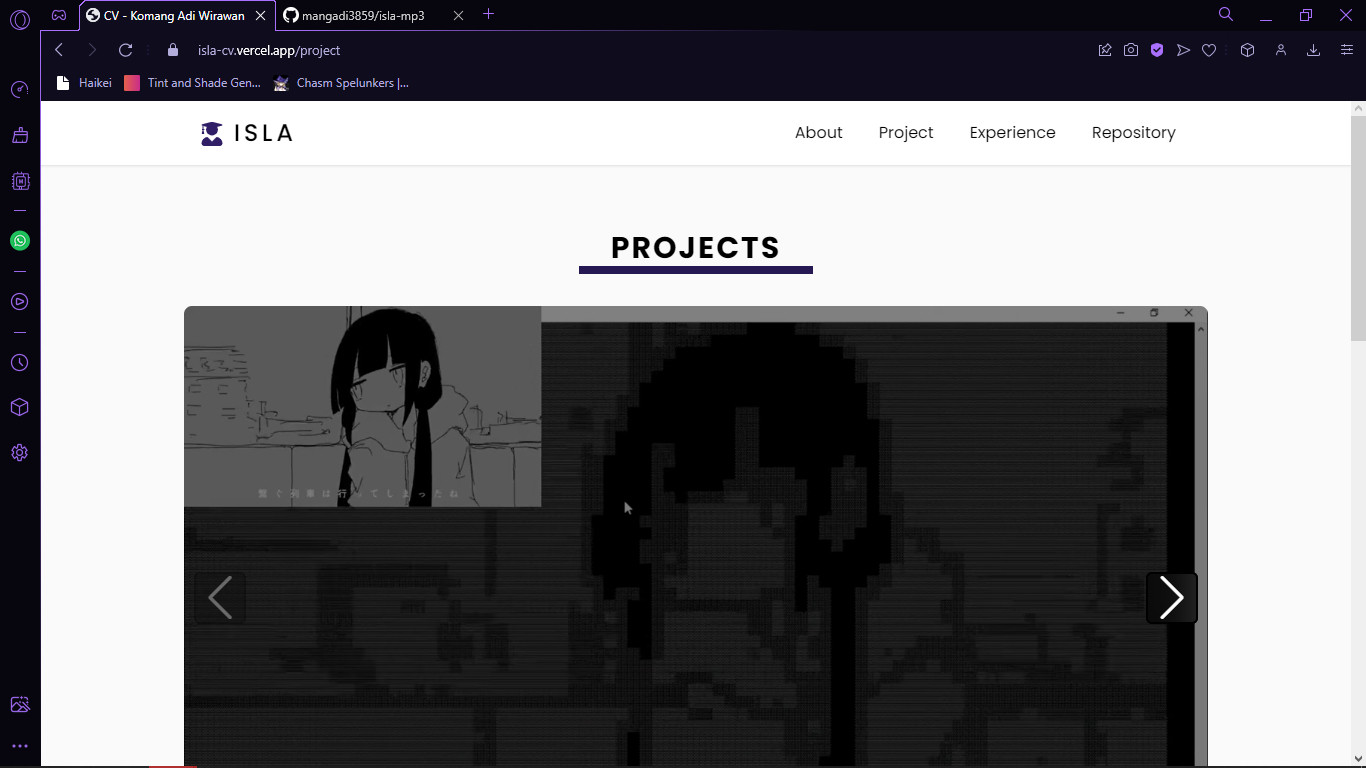 CV - Komang Adi Wirawan
mangadi3859/isla-mp3
isla-cv.vercel.app/project
Haikei
Tint and Shade Gen...
Chasm Spelunkers |...
ISLA
About
Project
Experience
Repository
PROJECTS
繋ぐ列車は行ってしまったね